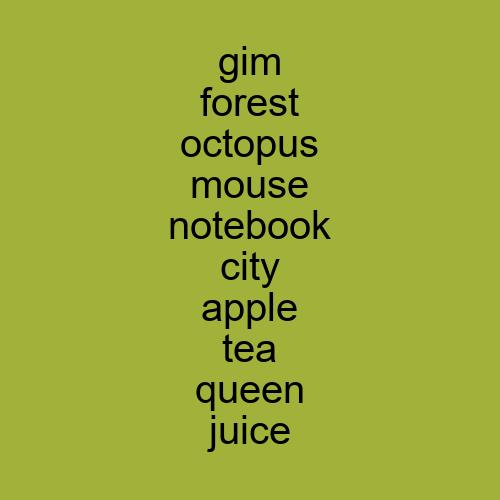 gim
forest
octopus
mouse
notebook
city
apple
tea
queen
juice